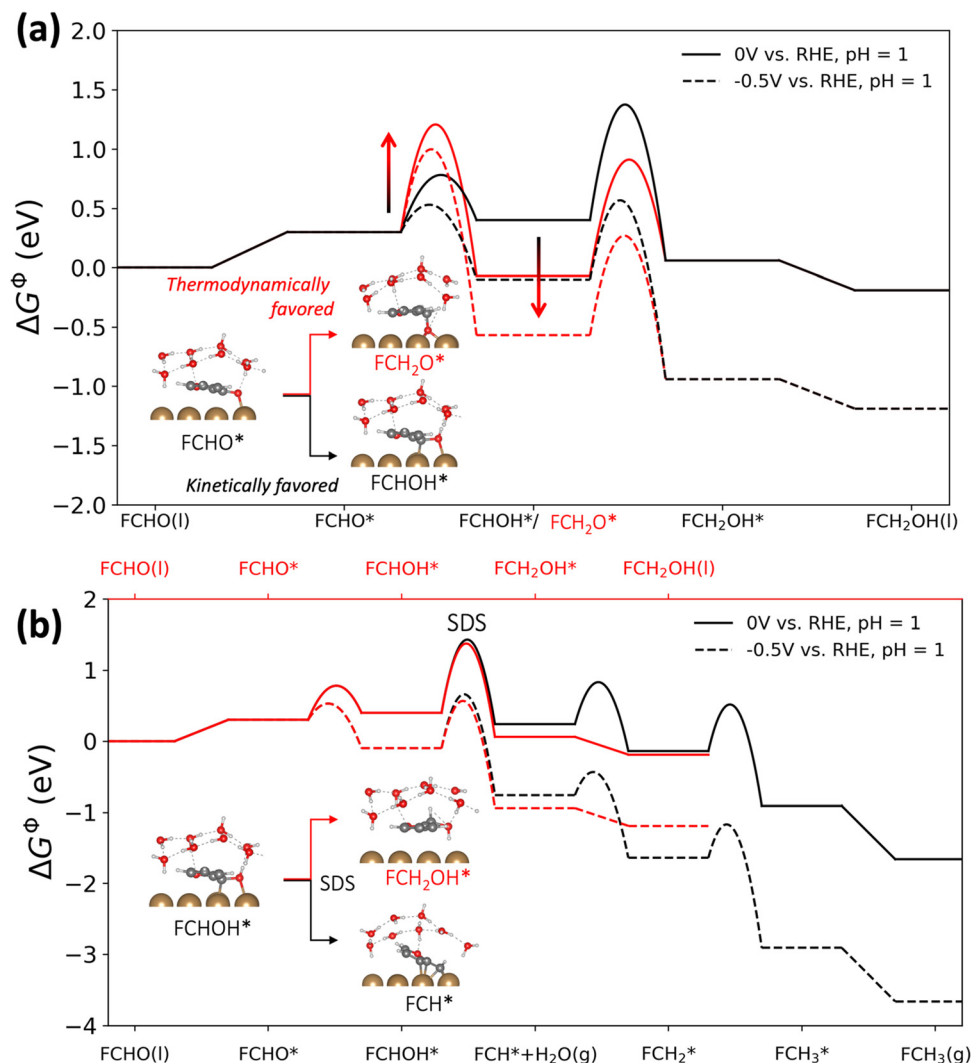 (a)
2.0
1.5
1.0
0.5
0.0
−0.5
−1.0
−1.5
−2.0
ΔG^Φ (eV)
0V vs. RHE, pH = 1
-0.5V vs. RHE, pH = 1
Thermodynamically
favored
FCH₂O*
FCHO*
Kinetically favored
FCHOH*
FCHO(l) FCHO* FCHOH*/ FCH₂O* FCH₂OH* FCH₂OH(l)
FCHO(l) FCHO* FCHOH* FCH₂OH* FCH₂OH(l)
(b)
2
1
0
−1
−2
−3
−4
ΔG^Φ (eV)
SDS
0V vs. RHE, pH = 1
-0.5V vs. RHE, pH = 1
FCH₂OH*
SDS
FCHOH*
FCH*
FCHO(l) FCHO* FCHOH* FCH*+H₂O(g) FCH₂* FCH₃* FCH₃(g)